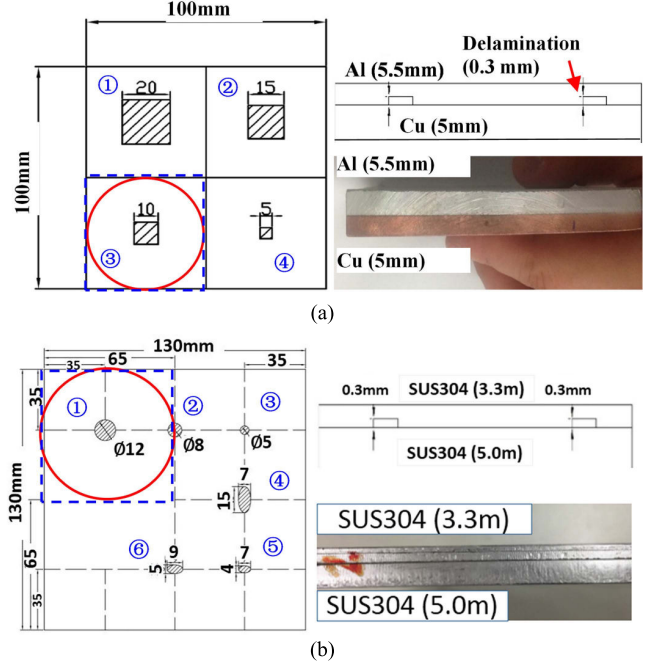 100mm
100mm
① 20
② 15
③ 10
④ 5
Delamination
(0.3 mm)
Al (5.5mm)
Cu (5mm)
Al (5.5mm)
Cu (5mm)
(a)
130mm
65
35
35
130mm
35
65
35
① Ø12
② Ø8
③ Ø5
④ 7
15
⑤ 7
4
⑥ 9
5
0.3mm SUS304 (3.3m) 0.3mm
SUS304 (5.0m)
SUS304 (3.3m)
SUS304 (5.0m)
(b)